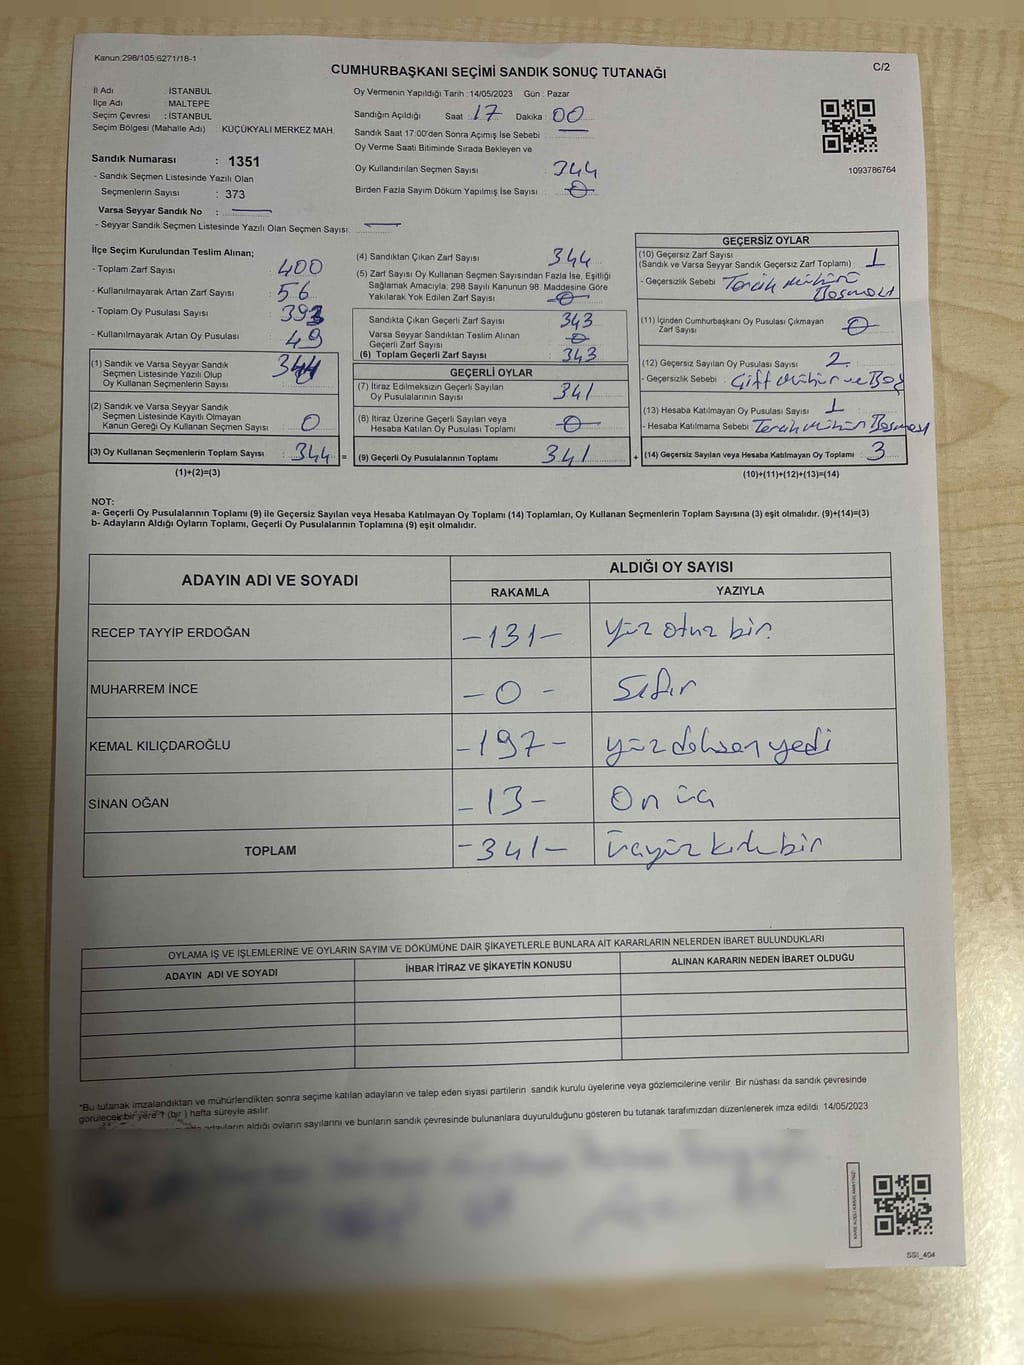 Kanun:298/105;6271/18-1
CUMHURBAŞKANI SEÇİMİ SANDIK SONUÇ TUTANAĞI
C/2
İl Adı İSTANBUL
İlçe Adı : MALTEPE
Seçim Çevresi : İSTANBUL
Seçim Bölgesi (Mahalle Adı) : KÜÇÜKYALI MERKEZ MAH.
Sandık Numarası : 1351
- Sandık Seçmen Listesinde Yazılı Olan
Seçmenlerin Sayısı : 373
Varsa Seyyar Sandık No :
- Seyyar Sandık Seçmen Listesinde Yazılı Olan Seçmen Sayısı:
Oy Vermenin Yapıldığı Tarih :14/05/2023 Gün : Pazar
Sandığın Açıldığı Saat : 17 Dakika : 00
Sandık Saat 17:00'den Sonra Açımış İse Sebebi :
Oy Verme Saati Bitiminde Sırada Bekleyen ve
Oy Kullandırılan Seçmen Sayısı : 344
Birden Fazla Sayım Döküm Yapılmış İse Sayısı : 0
1093786764
İlçe Seçim Kurulundan Teslim Alınan;
- Toplam Zarf Sayısı : 400
- Kullanılmayarak Artan Zarf Sayısı : 56
- Toplam Oy Pusulası Sayısı : 393
- Kullanılmayarak Artan Oy Pusulası : 49
(1) Sandık ve Varsa Seyyar Sandık
Seçmen Listesinde Yazılı Olup
Oy Kullanan Seçmenlerin Sayısı : 344
(2) Sandık ve Varsa Seyyar Sandık
Seçmen Listesinde Kayıtlı Olmayan
Kanun Gereği Oy Kullanan Seçmen Sayısı : 0
(3) Oy Kullanan Seçmenlerin Toplam Sayısı : 344 =
(1)+(2)=(3)
(4) Sandıktan Çıkan Zarf Sayısı : 344
(5) Zarf Sayısı Oy Kullanan Seçmen Sayısından Fazla İse, Eşitliği
Sağlamak Amacıyla; 298 Sayılı Kanunun 98. Maddesine Göre
Yakılarak Yok Edilen Zarf Sayısı : 0
Sandıkta Çıkan Geçerli Zarf Sayısı : 343
Varsa Seyyar Sandıktan Teslim Alınan
Geçerli Zarf Sayısı : 0
(6) Toplam Geçerli Zarf Sayısı : 343
GEÇERLİ OYLAR
(7) İtiraz Edilmeksizin Geçerli Sayılan
Oy Pusulalarının Sayısı : 341
(8) İtiraz Üzerine Geçerli Sayılan veya
Hesaba Katılan Oy Pusulası Toplamı : 0
(9) Geçerli Oy Pusulalarının Toplamı : 341 +
GEÇERSİZ OYLAR
(10) Geçersiz Zarf Sayısı : 1
(Sandık ve Varsa Seyyar Sandık Geçersiz Zarf Toplamı)
- Geçersizlik Sebebi : Tercih mührü
Basması
(11) İçinden Cumhurbaşkanı Oy Pusulası Çıkmayan
Zarf Sayısı : 0
(12) Geçersiz Sayılan Oy Pusulası Sayısı : 2
- Geçersizlik Sebebi : Çift mühür ve Boş
(13) Hesaba Katılmayan Oy Pusulası Sayısı : 1
- Hesaba Katılmama Sebebi : Tercih mührü Basması
(14) Geçersiz Sayılan veya Hesaba Katılmayan Oy Toplamı : 3
(10)+(11)+(12)+(13)=(14)
NOT:
a- Geçerli Oy Pusulalarının Toplamı (9) ile Geçersiz Sayılan veya Hesaba Katılmayan Oy Toplamı (14) Toplamları, Oy Kullanan Seçmenlerin Toplam Sayısına (3) eşit olmalıdır. (9)+(14)=(3)
b- Adayların Aldığı Oyların Toplamı, Geçerli Oy Pusulalarının Toplamına (9) eşit olmalıdır.
ADAYIN ADI VE SOYADI ALDIĞI OY SAYISI
RAKAMLA YAZIYLA
RECEP TAYYİP ERDOĞAN -131- yüz otuz bir
MUHARREM İNCE - 0 - Sıfır
KEMAL KILIÇDAROĞLU -197- yüz doksan yedi
SİNAN OĞAN -13- On üç
TOPLAM -341- üçyüz kırk bir
OYLAMA İŞ VE İŞLEMLERİNE VE OYLARIN SAYIM VE DÖKÜMÜNE DAİR ŞİKAYETLERLE BUNLARA AİT KARARLARIN NELERDEN İBARET BULUNDUKLARI
ADAYIN ADI VE SOYADI İHBAR İTİRAZ VE ŞİKAYETİN KONUSU ALINAN KARARIN NEDEN İBARET OLDUĞU
*Bu tutanak imzalandıktan ve mühürlendikten sonra seçime katılan adayların ve talep eden siyasi partilerin sandık kurulu üyelerine veya gözlemcilerine verilir Bir nüshası da sandık çevresinde
görülecek bir yere 1 (bir ) hafta süreyle asılır.
adayların aldığı oyların sayılarını ve bunların sandık çevresinde bulunanlara duyurulduğunu gösteren bu tutanak tarafımızdan düzenlenerek imza edildi 14/05/2023
SSI_404